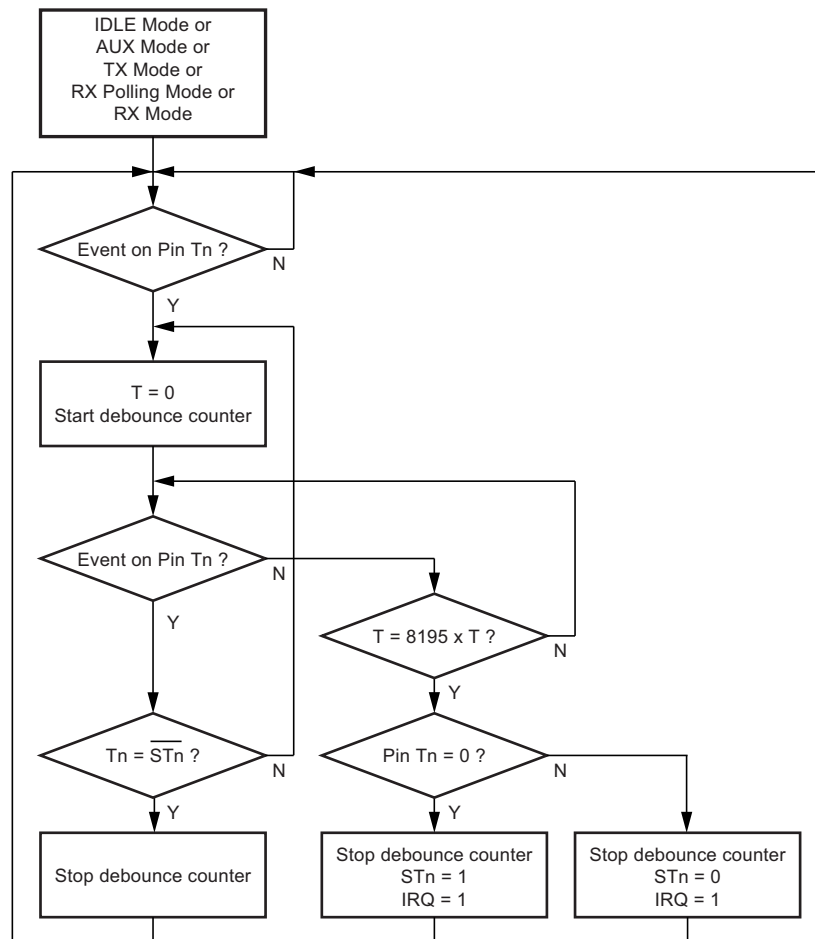 IDLE Mode or
AUX Mode or
TX Mode or
RX Polling Mode or
RX Mode
Event on Pin Tn ?
N
Y
T = 0
Start debounce counter
Event on Pin Tn ?
N
Y
T = 8195 x T ?
N
Y
Tn = S̅T̅n̅ ?
N
Y
Pin Tn = 0 ?
N
Y
Stop debounce counter
Stop debounce counter
STn = 1
IRQ = 1
Stop debounce counter
STn = 0
IRQ = 1